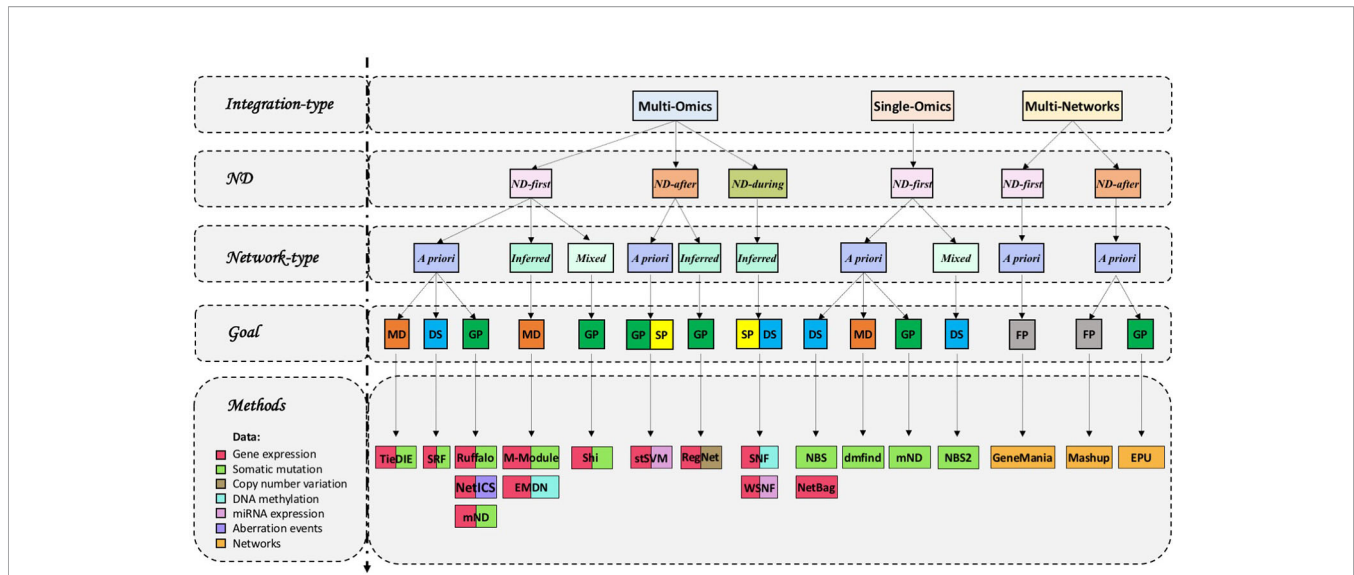 Integration-type
Multi-Omics
Single-Omics
Multi-Networks
ND
ND-first
ND-after
ND-during
ND-first
ND-first
ND-after
Network-type
A priori
Inferred
Mixed
A priori
Inferred
Inferred
A priori
Mixed
A priori
A priori
Goal
MD
DS
GP
MD
GP
GP
SP
GP
SP
DS
DS
MD
GP
DS
FP
FP
GP
Methods
Data:
Gene expression
Somatic mutation
Copy number variation
DNA methylation
miRNA expression
Aberration events
Networks
TieDIE
SRF
Ruffalo
M-Module
Shi
stSVM
RegNet
SNF
NBS
dmfind
mND
NBS2
GeneMania
Mashup
EPU
NetICS
EMDN
WSNF
NetBag
mND